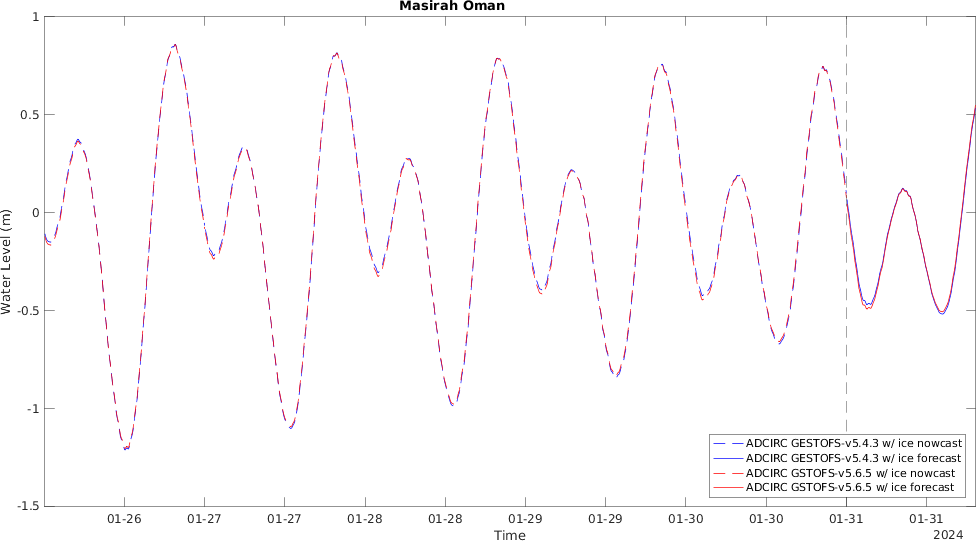 Masirah Oman
1
0.5
0
-0.5
-1
-1.5
Water Level (m)
ADCIRC GESTOFS-v5.4.3 w/ ice nowcast
ADCIRC GESTOFS-v5.4.3 w/ ice forecast
ADCIRC GSTOFS-v5.6.5 w/ ice nowcast
ADCIRC GSTOFS-v5.6.5 w/ ice forecast
01-26 01-27 01-27 01-28 01-28 01-29 01-29 01-30 01-30 01-31 01-31
2024
Time